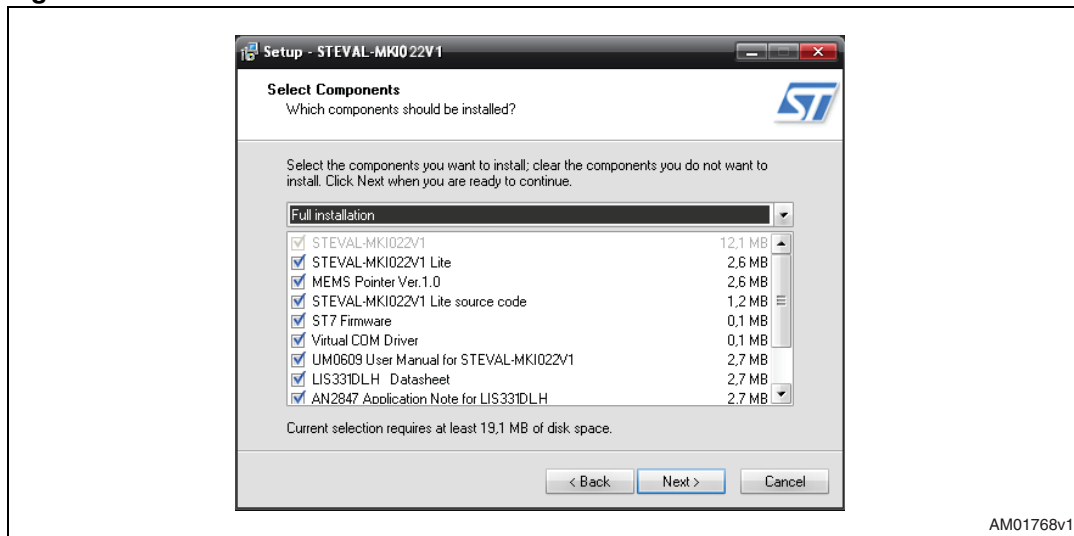 Setup - STEVAL-MKI022V1
Select Components
Which components should be installed?
ST
Select the components you want to install; clear the components you do not want to
install. Click Next when you are ready to continue.
Full installation
STEVAL-MKI022V1 12,1 MB
STEVAL-MKI022V1 Lite 2,6 MB
MEMS Pointer Ver.1.0 2,6 MB
STEVAL-MKI022V1 Lite source code 1,2 MB
ST7 Firmware 0,1 MB
Virtual COM Driver 0,1 MB
UM0609 User Manual for STEVAL-MKI022V1 2,7 MB
LIS331DLH Datasheet 2,7 MB
AN2847 Application Note for LIS331DLH 2,7 MB
Current selection requires at least 19,1 MB of disk space.
< Back Next > Cancel
AM01768v1